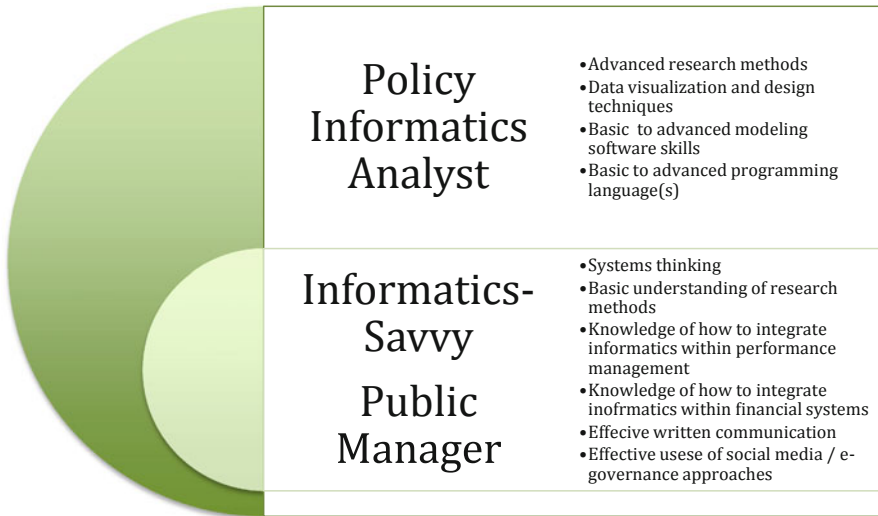 Policy
Informatics
Analyst
•Advanced research methods
•Data visualization and design
techniques
•Basic to advanced modeling
software skills
•Basic to advanced programming
language(s)
Informatics-
Savvy
Public
Manager
•Systems thinking
•Basic understanding of research
methods
•Knowledge of how to integrate
informatics within performance
management
•Knowledge of how to integrate
inofrmatics within financial systems
•Effecive written communication
•Effective usese of social media / e-
governance approaches